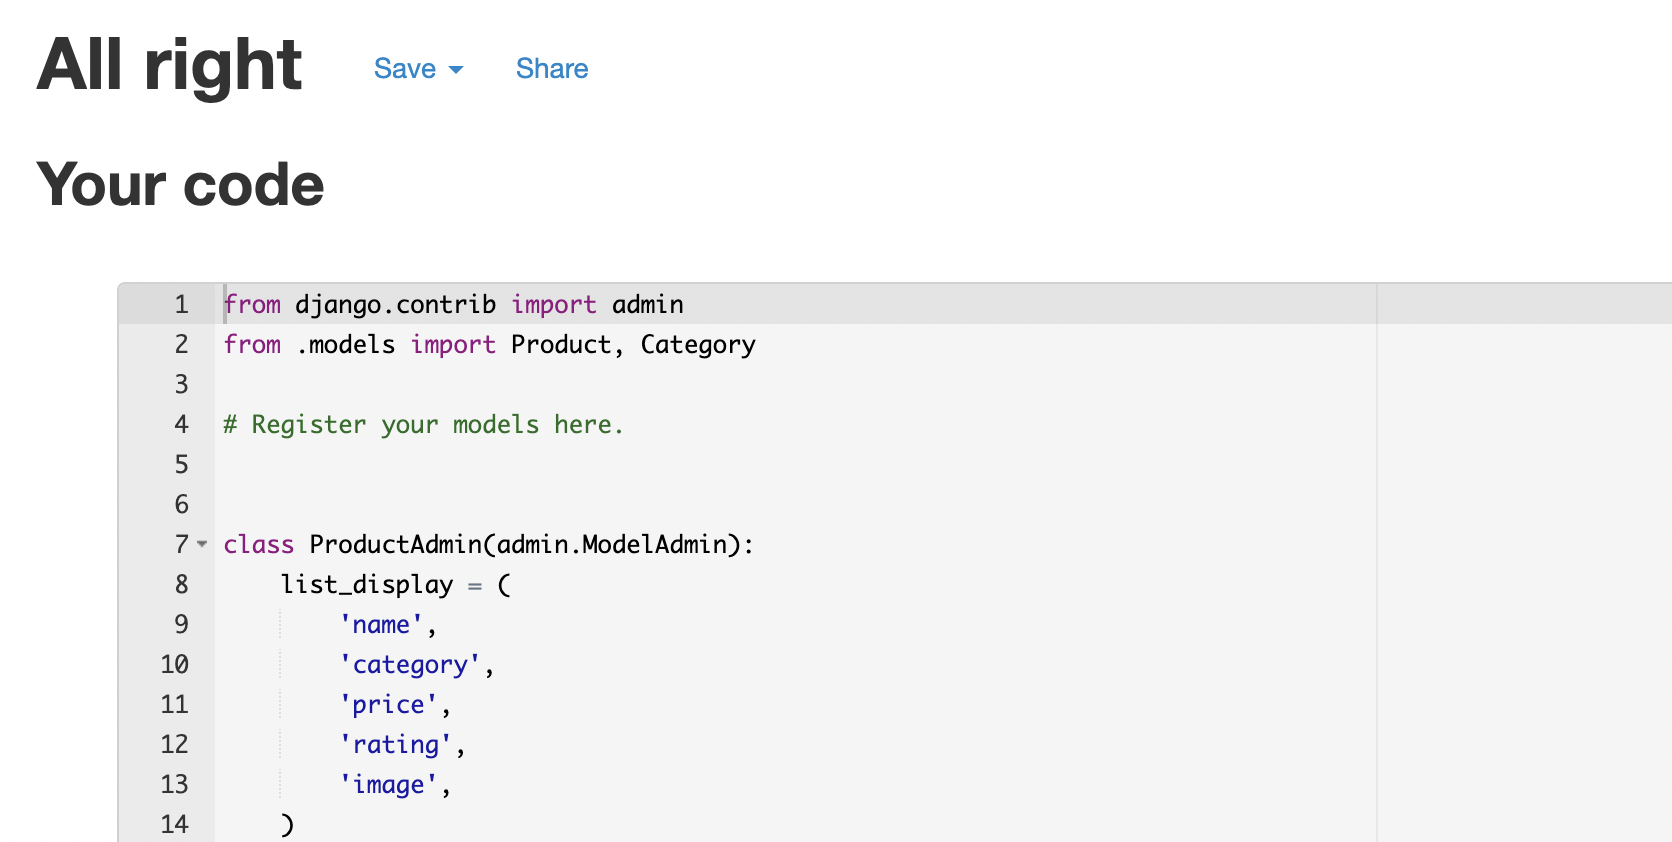 All right
Save
Share
Your code
1 from django.contrib import admin
2 from .models import Product, Category
3
4 # Register your models here.
5
6
7 class ProductAdmin(admin.ModelAdmin):
8     list_display = (
9         'name',
10         'category',
11         'price',
12         'rating',
13         'image',
14     )